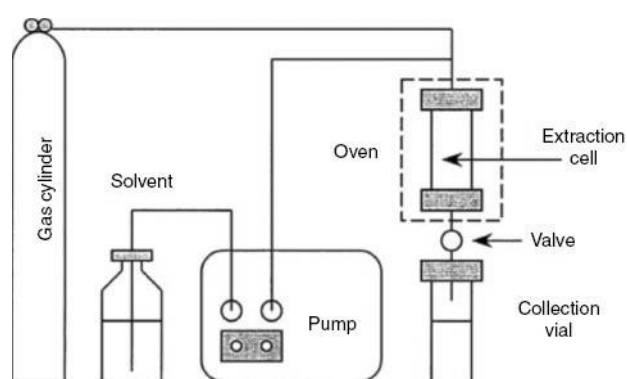 Gas cylinder
Solvent
Oven
Extraction
cell
Valve
Pump
Collection
vial